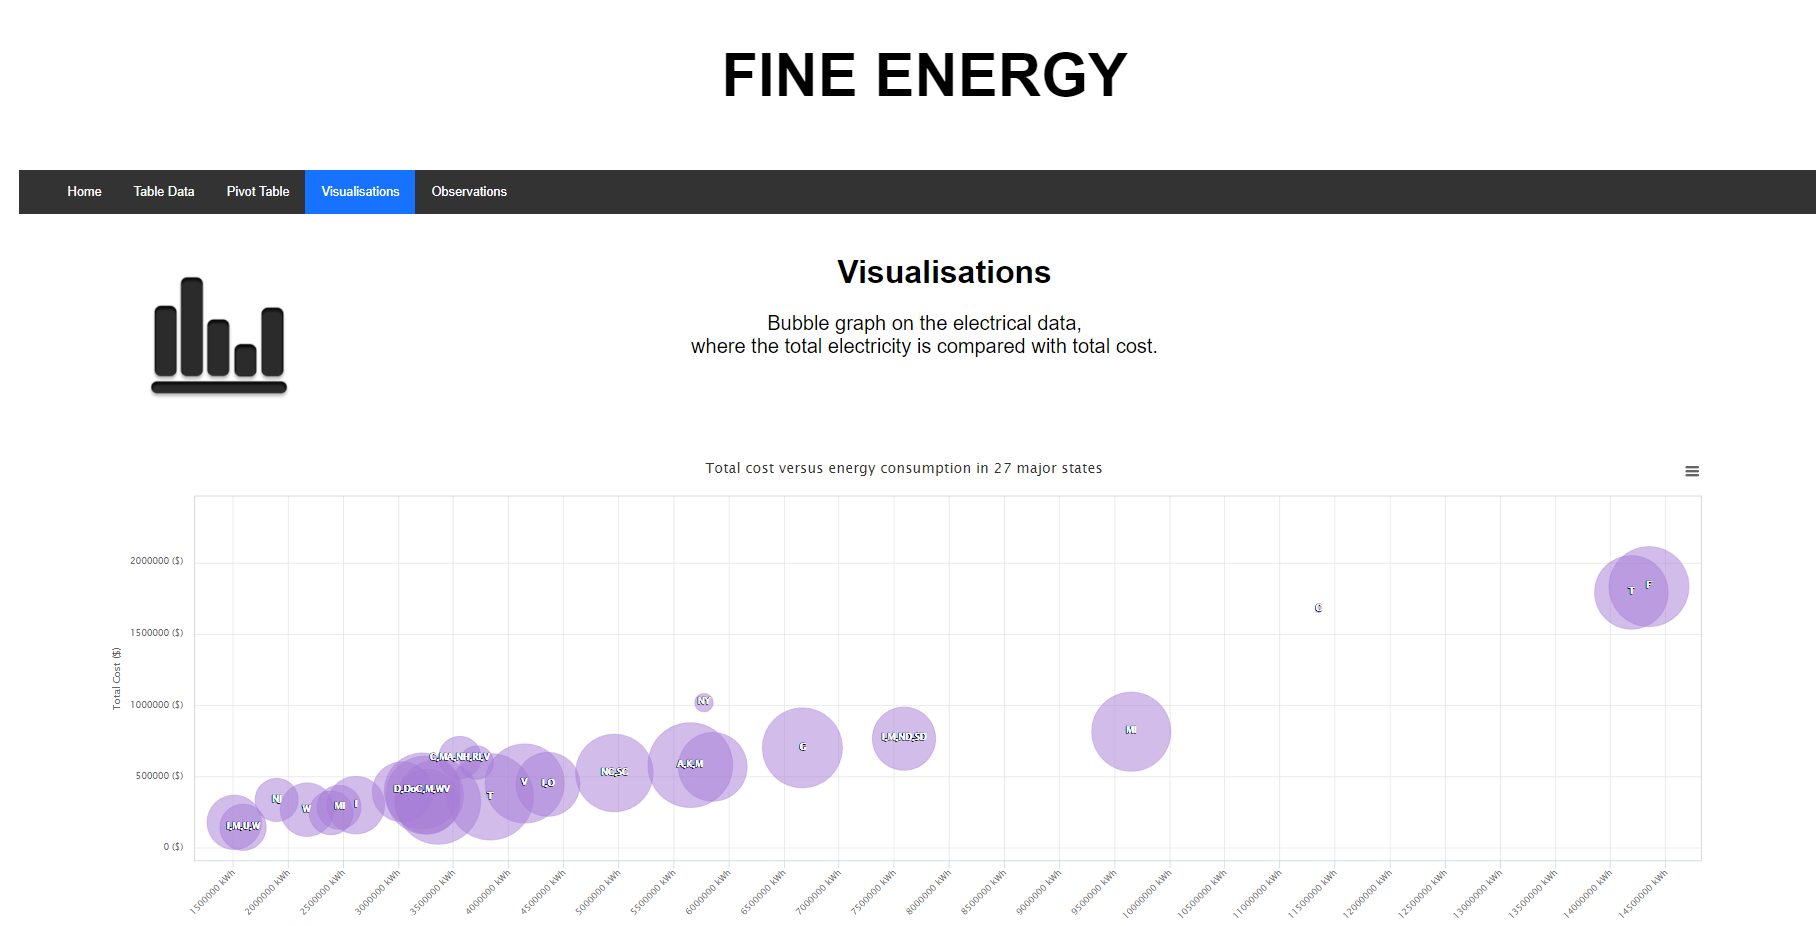 FINE ENERGY
Home Table Data Pivot Table Visualisations Observations
Visualisations
Bubble graph on the electrical data,
where the total electricity is compared with total cost.
Total cost versus energy consumption in 27 major states
2000000 ($)
1500000 ($)
1000000 ($)
500000 ($)
0 ($)
Total Cost ($)
T F
NY
C,MA,NH,RI,V
G
I,M,ND,SD
MI
D,DoC,M,WV
T
V
I,O
NC,SC
A,K,M
NJ
W
MI
I
I,M,U,W
1500000 kWh
2000000 kWh
2500000 kWh
3000000 kWh
3500000 kWh
4000000 kWh
4500000 kWh
5000000 kWh
5500000 kWh
6000000 kWh
6500000 kWh
7000000 kWh
7500000 kWh
8000000 kWh
8500000 kWh
9000000 kWh
9500000 kWh
10000000 kWh
10500000 kWh
11000000 kWh
11500000 kWh
12000000 kWh
12500000 kWh
13000000 kWh
13500000 kWh
14000000 kWh
14500000 kWh